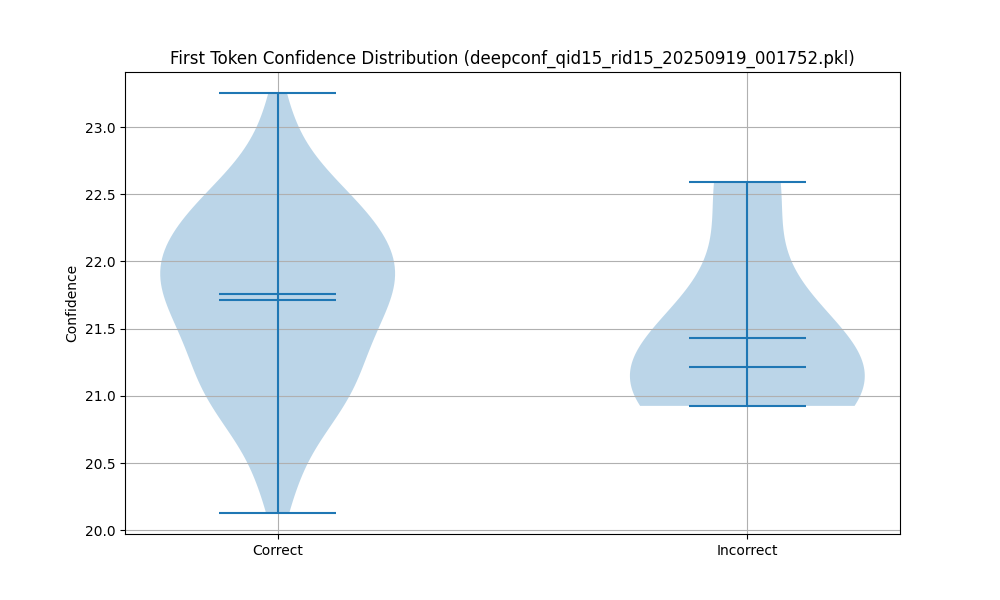 First Token Confidence Distribution (deepconf_qid15_rid15_20250919_001752.pkl)
Confidence
23.0
22.5
22.0
21.5
21.0
20.5
20.0
Correct
Incorrect